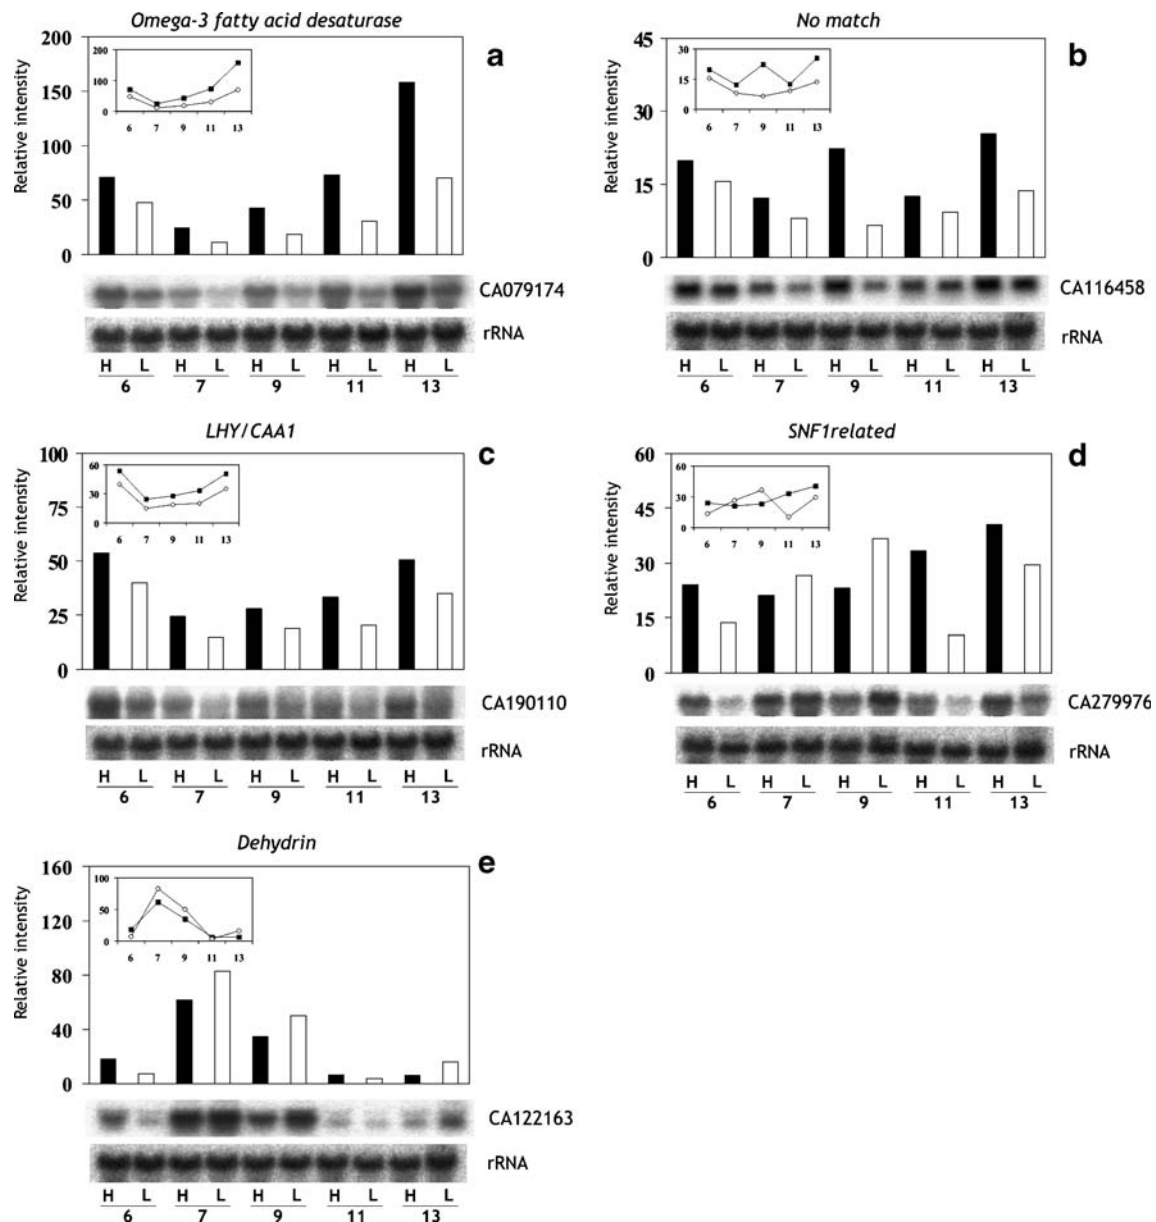 Omega-3 fatty acid desaturase
a
Relative intensity
200
150
100
50
0
200
100
0
6 7 9 11 13
CA079174
rRNA
H L H L H L H L H L
6 7 9 11 13
No match
b
Relative intensity
45
30
15
0
30
15
0
6 7 9 11 13
CA116458
rRNA
H L H L H L H L H L
6 7 9 11 13
LHY/CAA1
c
Relative intensity
100
75
50
25
0
60
30
0
6 7 9 11 13
CA190110
rRNA
H L H L H L H L H L
6 7 9 11 13
SNF1related
d
Relative intensity
60
45
30
15
0
60
30
0
6 7 9 11 13
CA279976
rRNA
H L H L H L H L H L
6 7 9 11 13
Dehydrin
e
Relative intensity
160
120
80
40
0
100
50
0
6 7 9 11 13
CA122163
rRNA
H L H L H L H L H L
6 7 9 11 13